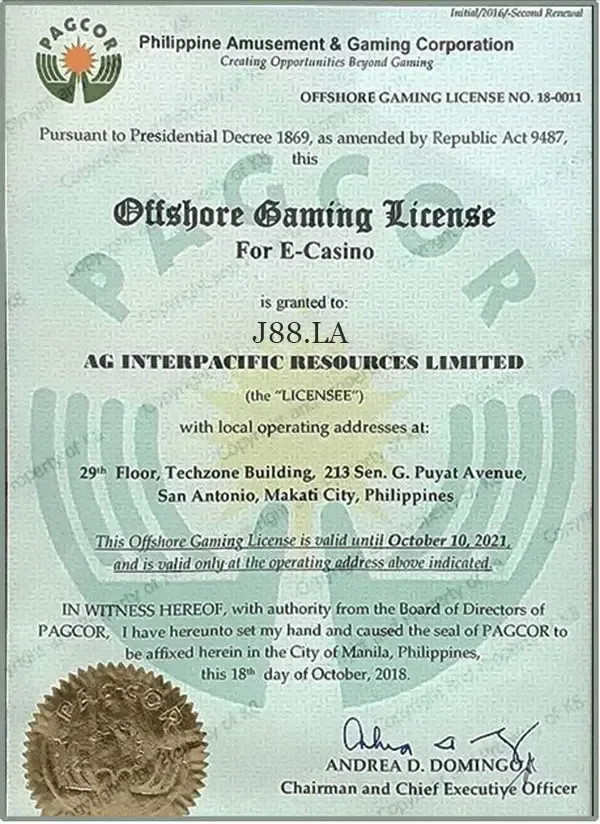 Initial/2016/-Second Renewal
PAGCOR
Philippine Amusement & Gaming Corporation
Creating Opportunities Beyond Gaming
OFFSHORE GAMING LICENSE NO. 18-0011
Pursuant to Presidential Decree 1869, as amended by Republic Act 9487,
this
PAGCOR
Offshore Gaming License
For E-Casino
is granted to:
J88.LA
AG INTERPACIFIC RESOURCES LIMITED
(the "LICENSEE")
with local operating addresses at:
29th Floor, Techzone Building, 213 Sen. G. Puyat Avenue,
San Antonio, Makati City, Philippines
This Offshore Gaming License is valid until October 10, 2021,
and is valid only at the operating address above indicated.
IN WITNESS HEREOF, with authority from the Board of Directors of
PAGCOR, I have hereunto set my hand and caused the seal of PAGCOR to
be affixed herein in the City of Manila, Philippines,
this 18th day of October, 2018.
PAGCOR
ANDREA D. DOMINGO
Chairman and Chief Executive Officer